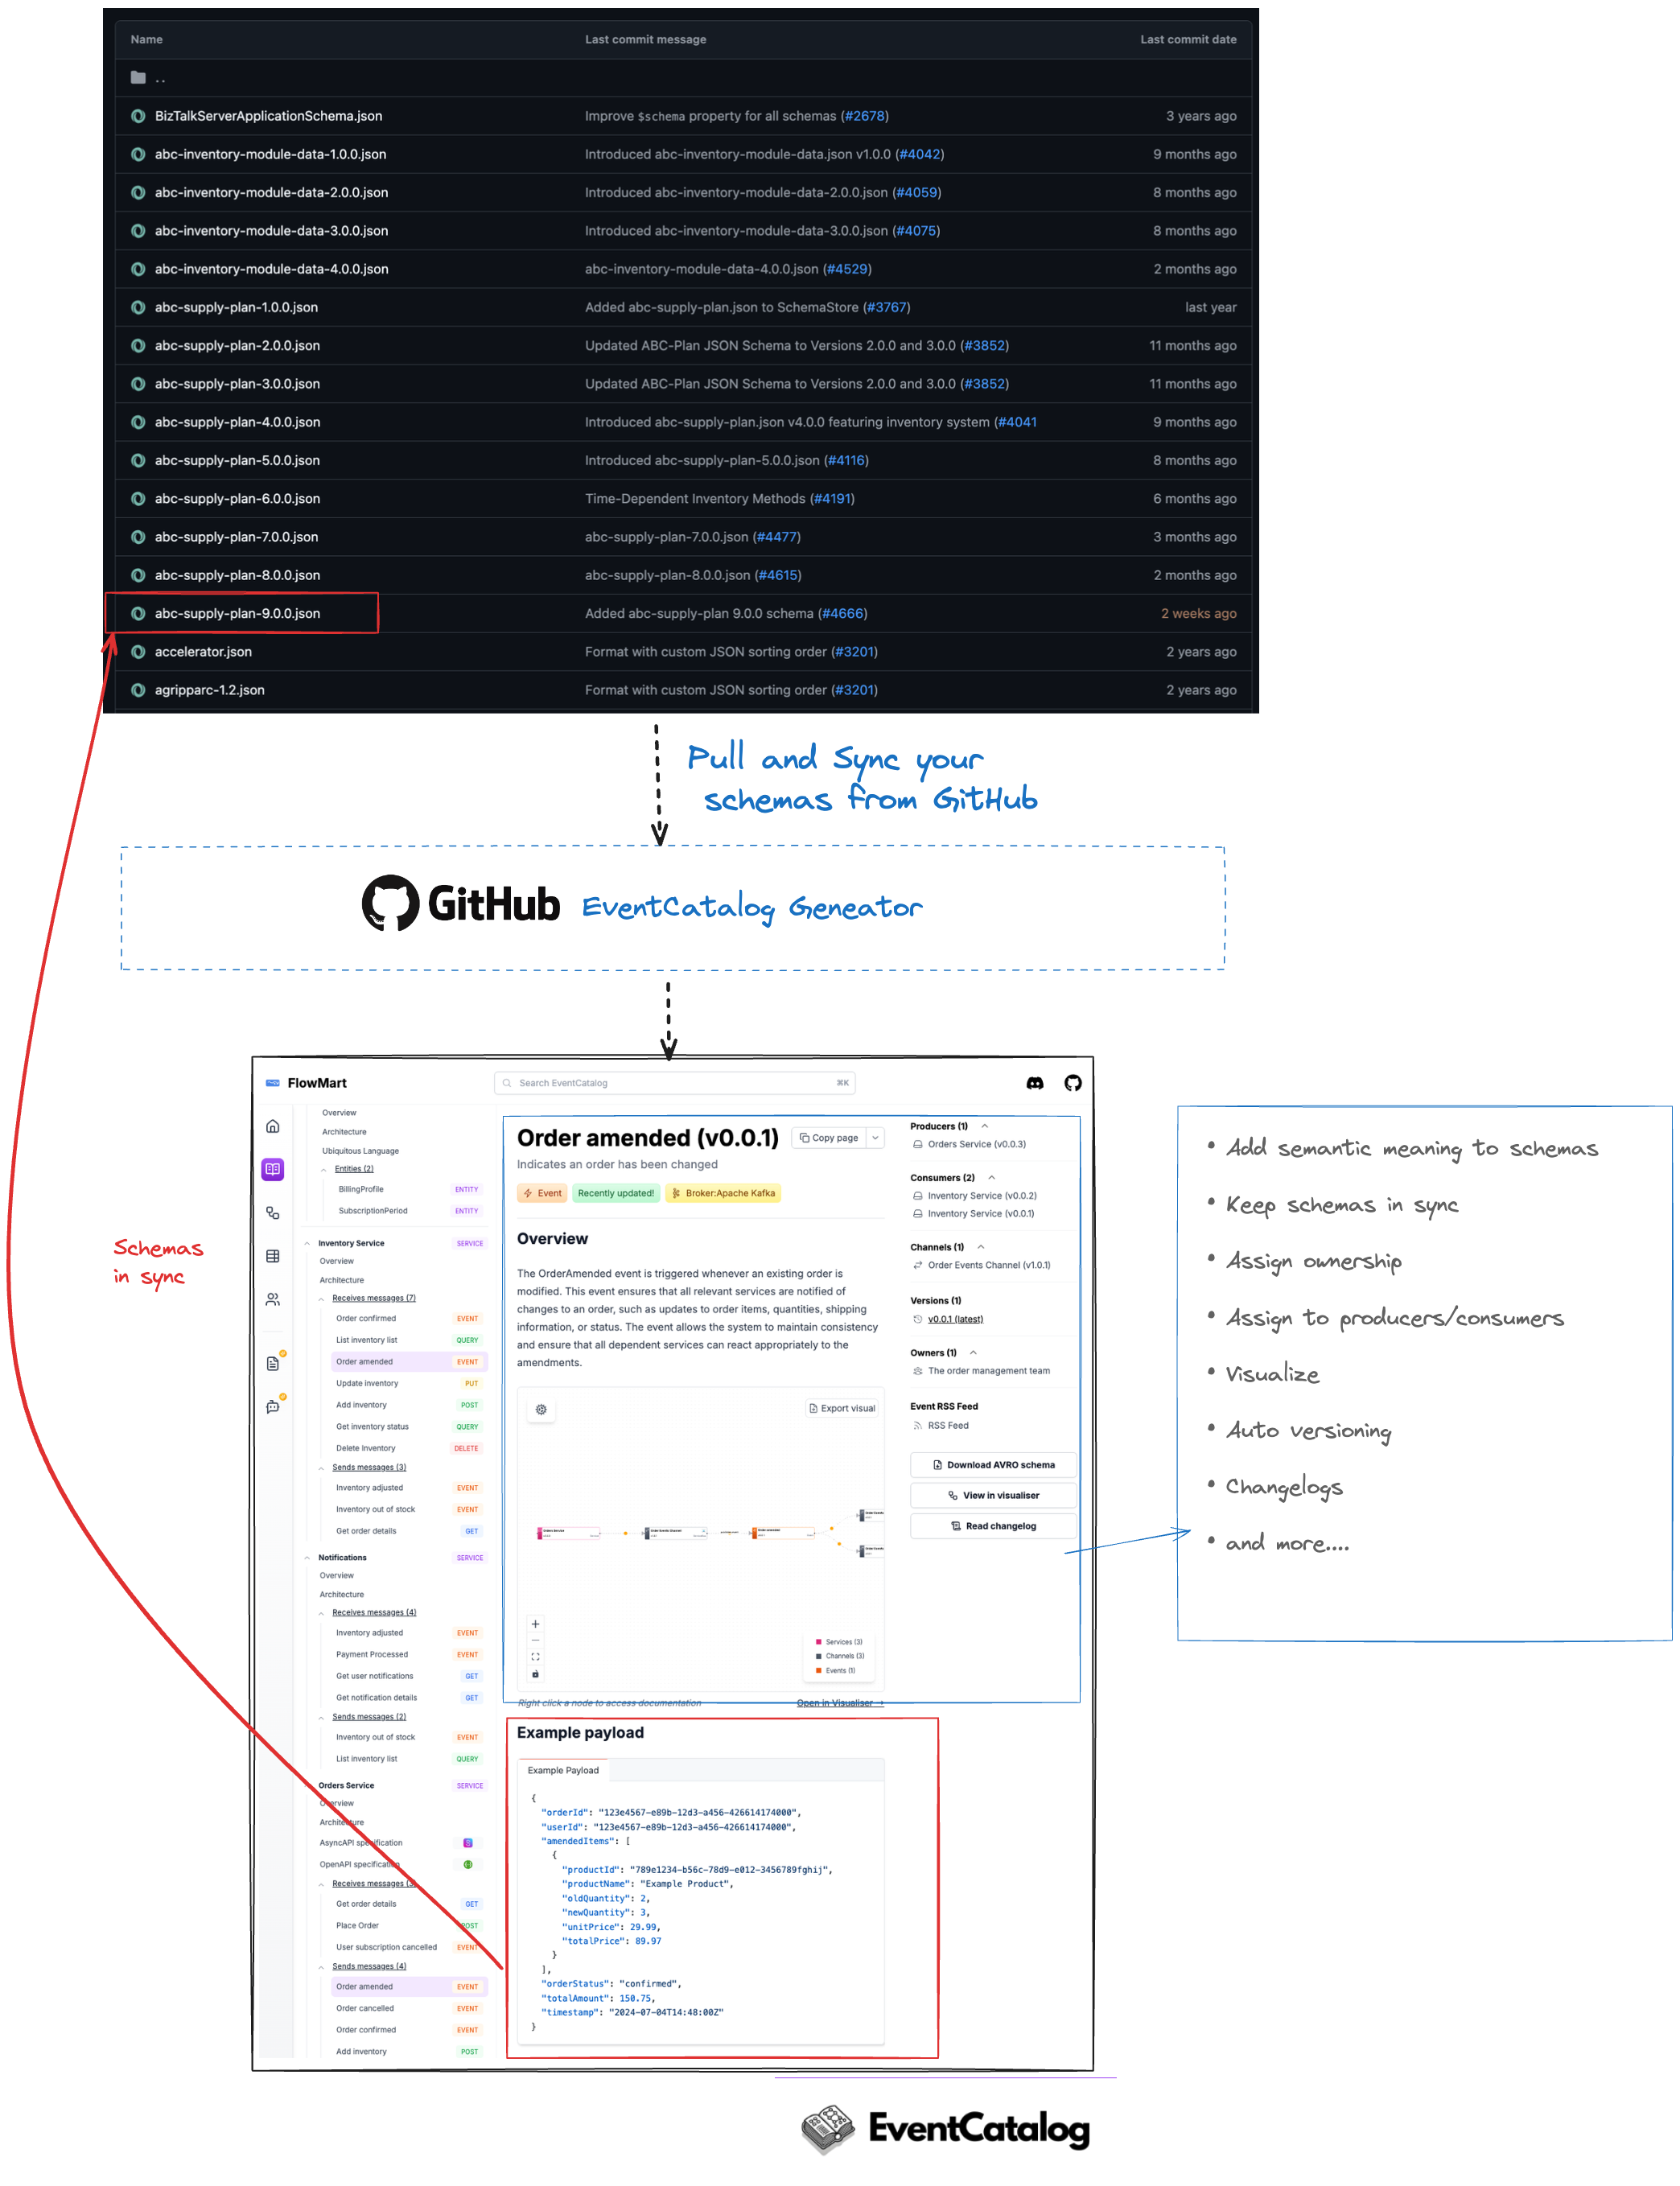 Name Last commit message Last commit date
..
BizTalkServerApplicationSchema.json Improve $schema property for all schemas (#2678) 3 years ago
abc-inventory-module-data-1.0.0.json Introduced abc-inventory-module-data.json v1.0.0 (#4042) 9 months ago
abc-inventory-module-data-2.0.0.json Introduced abc-inventory-module-data-2.0.0.json (#4059) 8 months ago
abc-inventory-module-data-3.0.0.json Introduced abc-inventory-module-data-3.0.0.json (#4075) 8 months ago
abc-inventory-module-data-4.0.0.json abc-inventory-module-data-4.0.0.json (#4529) 2 months ago
abc-supply-plan-1.0.0.json Added abc-supply-plan.json to SchemaStore (#3767) last year
abc-supply-plan-2.0.0.json Updated ABC-Plan JSON Schema to Versions 2.0.0 and 3.0.0 (#3852) 11 months ago
abc-supply-plan-3.0.0.json Updated ABC-Plan JSON Schema to Versions 2.0.0 and 3.0.0 (#3852) 11 months ago
abc-supply-plan-4.0.0.json Introduced abc-supply-plan.json v4.0.0 featuring inventory system (#4041 9 months ago
abc-supply-plan-5.0.0.json Introduced abc-supply-plan-5.0.0.json (#4116) 8 months ago
abc-supply-plan-6.0.0.json Time-Dependent Inventory Methods (#4191) 6 months ago
abc-supply-plan-7.0.0.json abc-supply-plan-7.0.0.json (#4477) 3 months ago
abc-supply-plan-8.0.0.json abc-supply-plan-8.0.0.json (#4615) 2 months ago
abc-supply-plan-9.0.0.json Added abc-supply-plan 9.0.0 schema (#4666) 2 weeks ago
accelerator.json Format with custom JSON sorting order (#3201) 2 years ago
agripparc-1.2.json Format with custom JSON sorting order (#3201) 2 years ago
Pull and Sync your
schemas from GitHub
GitHub EventCatalog Geneator
Schemas
in sync
FlowMart
Search EventCatalog ⌘K
Overview
Architecture
Ubiquitous Language
Entities (2)
BillingProfile ENTITY
SubscriptionPeriod ENTITY
Inventory Service SERVICE
Overview
Architecture
Receives messages (7)
Order confirmed EVENT
List inventory list QUERY
Order amended EVENT
Update inventory PUT
Add inventory POST
Get inventory status QUERY
Delete Inventory DELETE
Sends messages (3)
Inventory adjusted EVENT
Inventory out of stock EVENT
Get order details GET
Notifications SERVICE
Overview
Architecture
Receives messages (4)
Inventory adjusted EVENT
Payment Processed EVENT
Get user notifications GET
Get notification details GET
Sends messages (2)
Inventory out of stock EVENT
List inventory list QUERY
Orders Service SERVICE
Overview
Architecture
AsyncAPI specification
OpenAPI specification
Receives messages
Get order details GET
Place Order POST
User subscription cancelled EVENT
Sends messages (4)
Order amended EVENT
Order cancelled EVENT
Order confirmed EVENT
Add inventory POST
Order amended (v0.0.1) Copy page
Indicates an order has been changed
Event Recently updated! Broker:Apache Kafka
Overview
The OrderAmended event is triggered whenever an existing order is
modified. This event ensures that all relevant services are notified of
changes to an order, such as updates to order items, quantities, shipping
information, or status. The event allows the system to maintain consistency
and ensure that all dependent services can react appropriately to the
amendments.
Export visual
Services (3)
Channels (3)
Events (1)
Right click a node to access documentation Open in Visualiser →
Producers (1)
Orders Service (v0.0.3)
Consumers (2)
Inventory Service (v0.0.2)
Inventory Service (v0.0.1)
Channels (1)
Order Events Channel (v1.0.1)
Versions (1)
v0.0.1 (latest)
Owners (1)
The order management team
Event RSS Feed
RSS Feed
Download AVRO schema
View in visualiser
Read changelog
Example payload
Example Payload
{
"orderId": "123e4567-e89b-12d3-a456-426614174000",
"userId": "123e4567-e89b-12d3-a456-426614174000",
"amendedItems": [
{
"productId": "789e1234-b56c-78d9-e012-3456789fghij",
"productName": "Example Product",
"oldQuantity": 2,
"newQuantity": 3,
"unitPrice": 29.99,
"totalPrice": 89.97
}
],
"orderStatus": "confirmed",
"totalAmount": 150.75,
"timestamp": "2024-07-04T14:48:00Z"
}
• Add semantic meaning to schemas
• Keep schemas in sync
• Assign ownership
• Assign to producers/consumers
• Visualize
• Auto versioning
• Changelogs
• and more....
EventCatalog